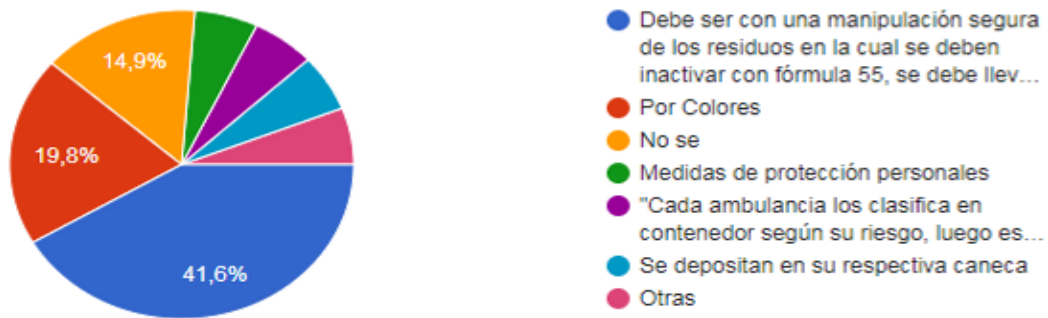 14,9%
19,8%
41,6%
Debe ser con una manipulación segura
de los residuos en la cual se deben
inactivar con fórmula 55, se debe llev...
Por Colores
No se
Medidas de protección personales
"Cada ambulancia los clasifica en
contenedor según su riesgo, luego es...
Se depositan en su respectiva caneca
Otras